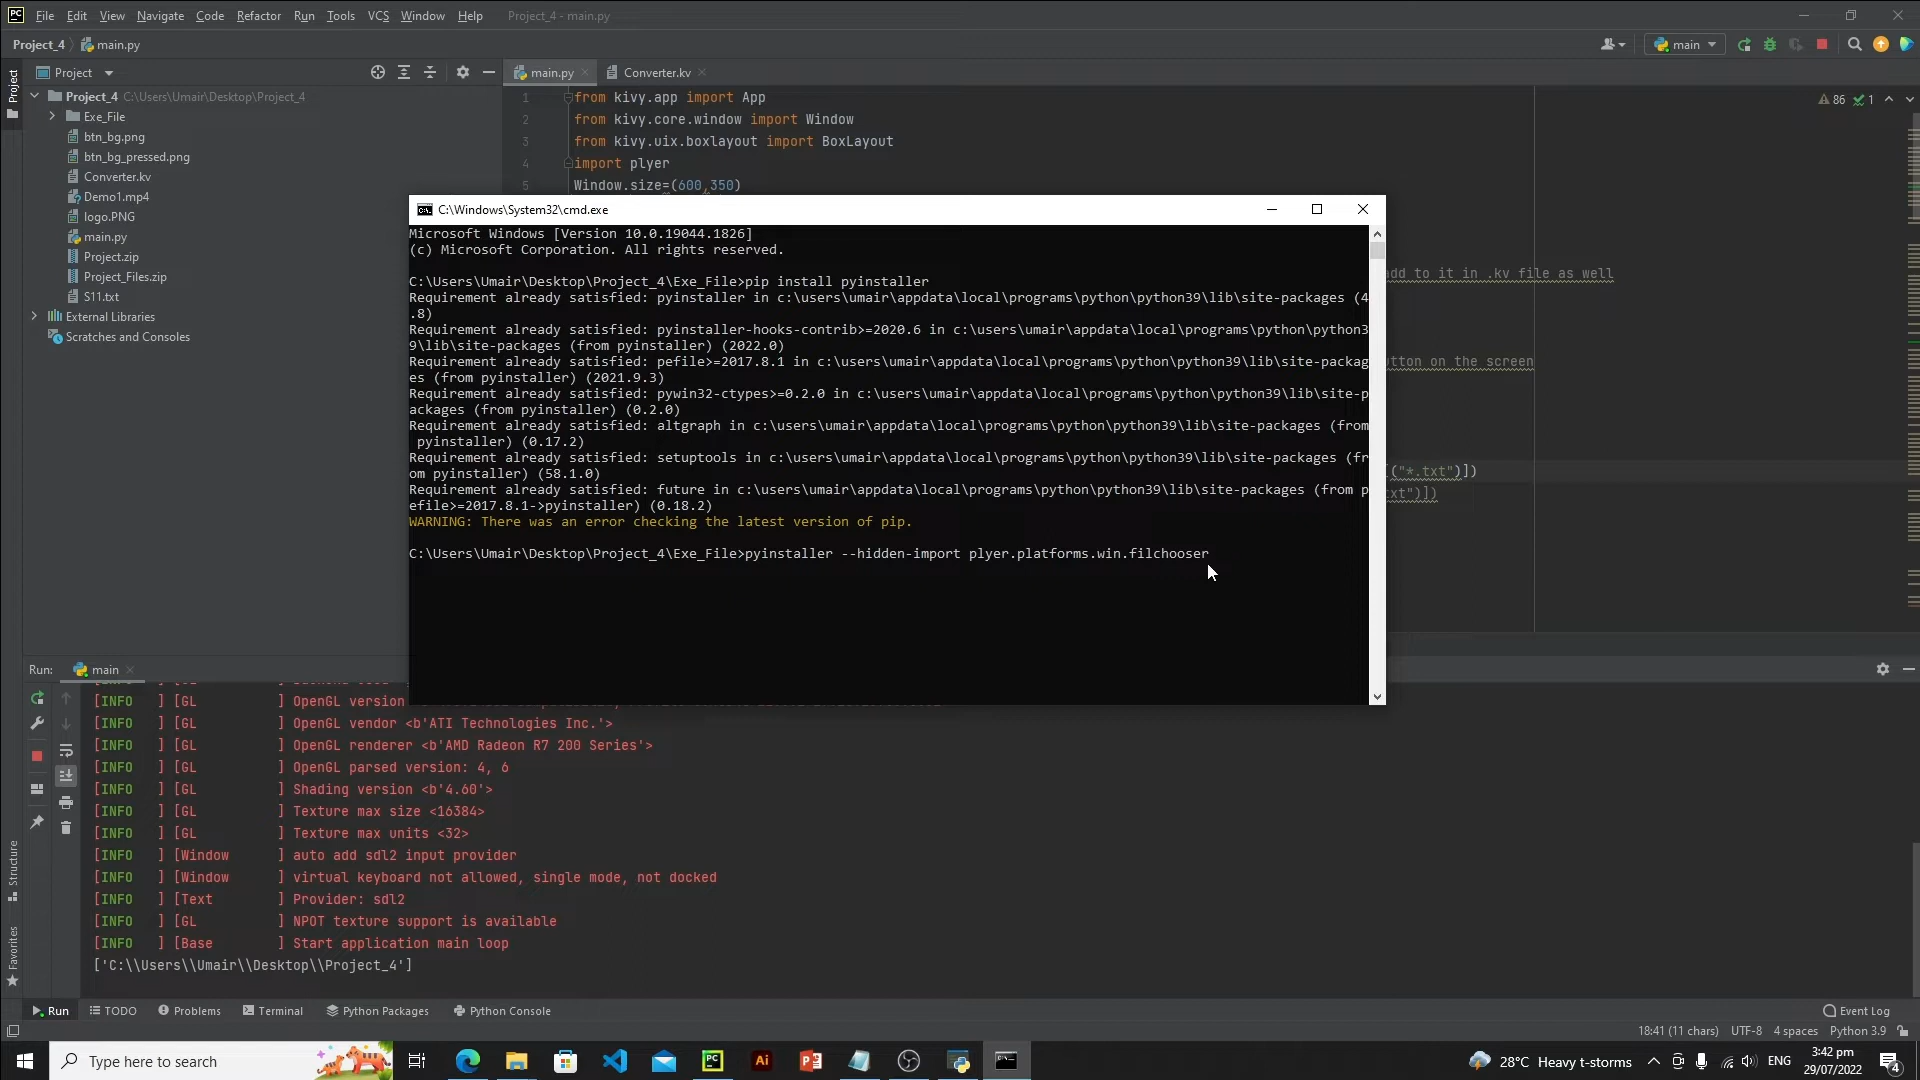 File Edit View Navigate Code Refactor Run Tools VCS Window Help Project_4 - main.py
Project_4 main.py
main
Project
main.py
Converter.kv
Project
Project_4 C:\Users\Umair\Desktop\Project_4
Exe_File
btn_bg.png
btn_bg_pressed.png
Converter.kv
Demo1.mp4
logo.PNG
main.py
Project.zip
Project_Files.zip
S11.txt
External Libraries
Scratches and Consoles
86 1
1 from kivy.app import App
2 from kivy.core.window import Window
3 from kivy.uix.boxlayout import BoxLayout
4 import plyer
5 Window.size=(600,350)
add to it in .kv file as well
utton on the screen
[("*.txt")])
txt")])
C:\Windows\System32\cmd.exe
Microsoft Windows [Version 10.0.19044.1826]
(c) Microsoft Corporation. All rights reserved.
C:\Users\Umair\Desktop\Project_4\Exe_File>pip install pyinstaller
Requirement already satisfied: pyinstaller in c:\users\umair\appdata\local\programs\python\python39\lib\site-packages (4
.8)
Requirement already satisfied: pyinstaller-hooks-contrib>=2020.6 in c:\users\umair\appdata\local\programs\python\python3
9\lib\site-packages (from pyinstaller) (2022.0)
Requirement already satisfied: pefile>=2017.8.1 in c:\users\umair\appdata\local\programs\python\python39\lib\site-packag
es (from pyinstaller) (2021.9.3)
Requirement already satisfied: pywin32-ctypes>=0.2.0 in c:\users\umair\appdata\local\programs\python\python39\lib\site-p
ackages (from pyinstaller) (0.2.0)
Requirement already satisfied: altgraph in c:\users\umair\appdata\local\programs\python\python39\lib\site-packages (from
pyinstaller) (0.17.2)
Requirement already satisfied: setuptools in c:\users\umair\appdata\local\programs\python\python39\lib\site-packages (fr
om pyinstaller) (58.1.0)
Requirement already satisfied: future in c:\users\umair\appdata\local\programs\python\python39\lib\site-packages (from p
efile>=2017.8.1->pyinstaller) (0.18.2)
WARNING: There was an error checking the latest version of pip.
C:\Users\Umair\Desktop\Project_4\Exe_File>pyinstaller --hidden-import plyer.platforms.win.filchooser
Run: main
[INFO ] [GL ] OpenGL version
[INFO ] [GL ] OpenGL vendor <b'ATI Technologies Inc.'>
[INFO ] [GL ] OpenGL renderer <b'AMD Radeon R7 200 Series'>
[INFO ] [GL ] OpenGL parsed version: 4, 6
[INFO ] [GL ] Shading version <b'4.60'>
[INFO ] [GL ] Texture max size <16384>
[INFO ] [GL ] Texture max units <32>
[INFO ] [Window ] auto add sdl2 input provider
[INFO ] [Window ] virtual keyboard not allowed, single mode, not docked
[INFO ] [Text ] Provider: sdl2
[INFO ] [GL ] NPOT texture support is available
[INFO ] [Base ] Start application main loop
['C:\\Users\\Umair\\Desktop\\Project_4']
Structure
Favorites
Run TODO Problems Terminal Python Packages Python Console Event Log
18:41 (11 chars) UTF-8 4 spaces Python 3.9
Type here to search
28°C Heavy t-storms ENG 3:42 pm
29/07/2022
4